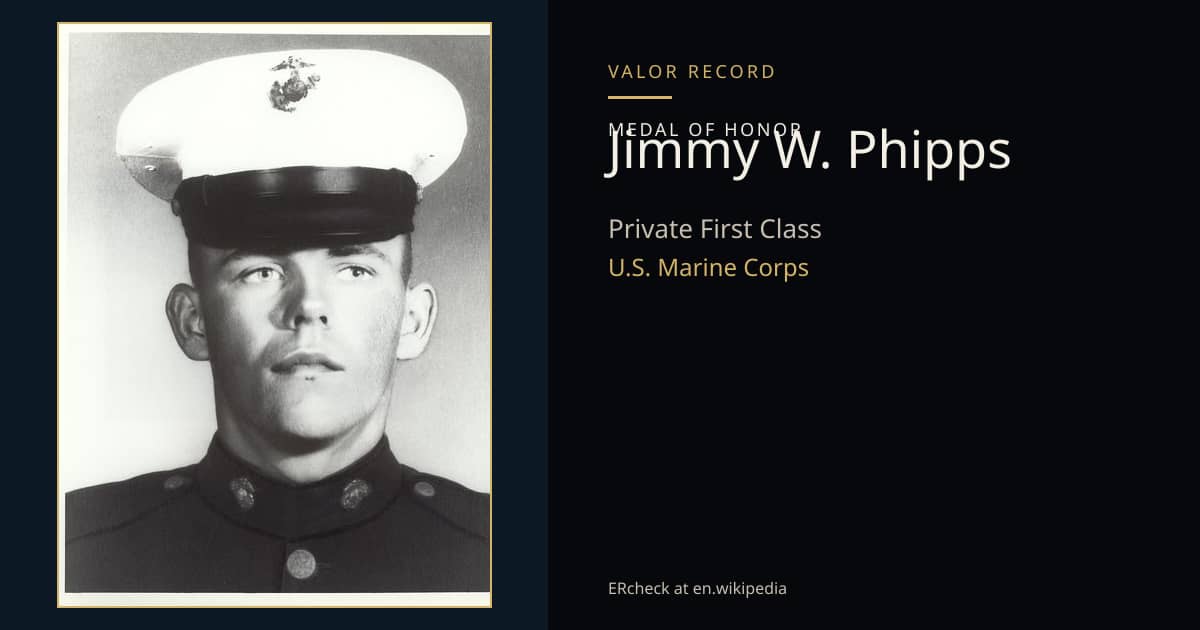 VALOR RECORD
MEDAL OF HONOR
Jimmy W. Phipps
Private First Class
U.S. Marine Corps
ERcheck at en.wikipedia